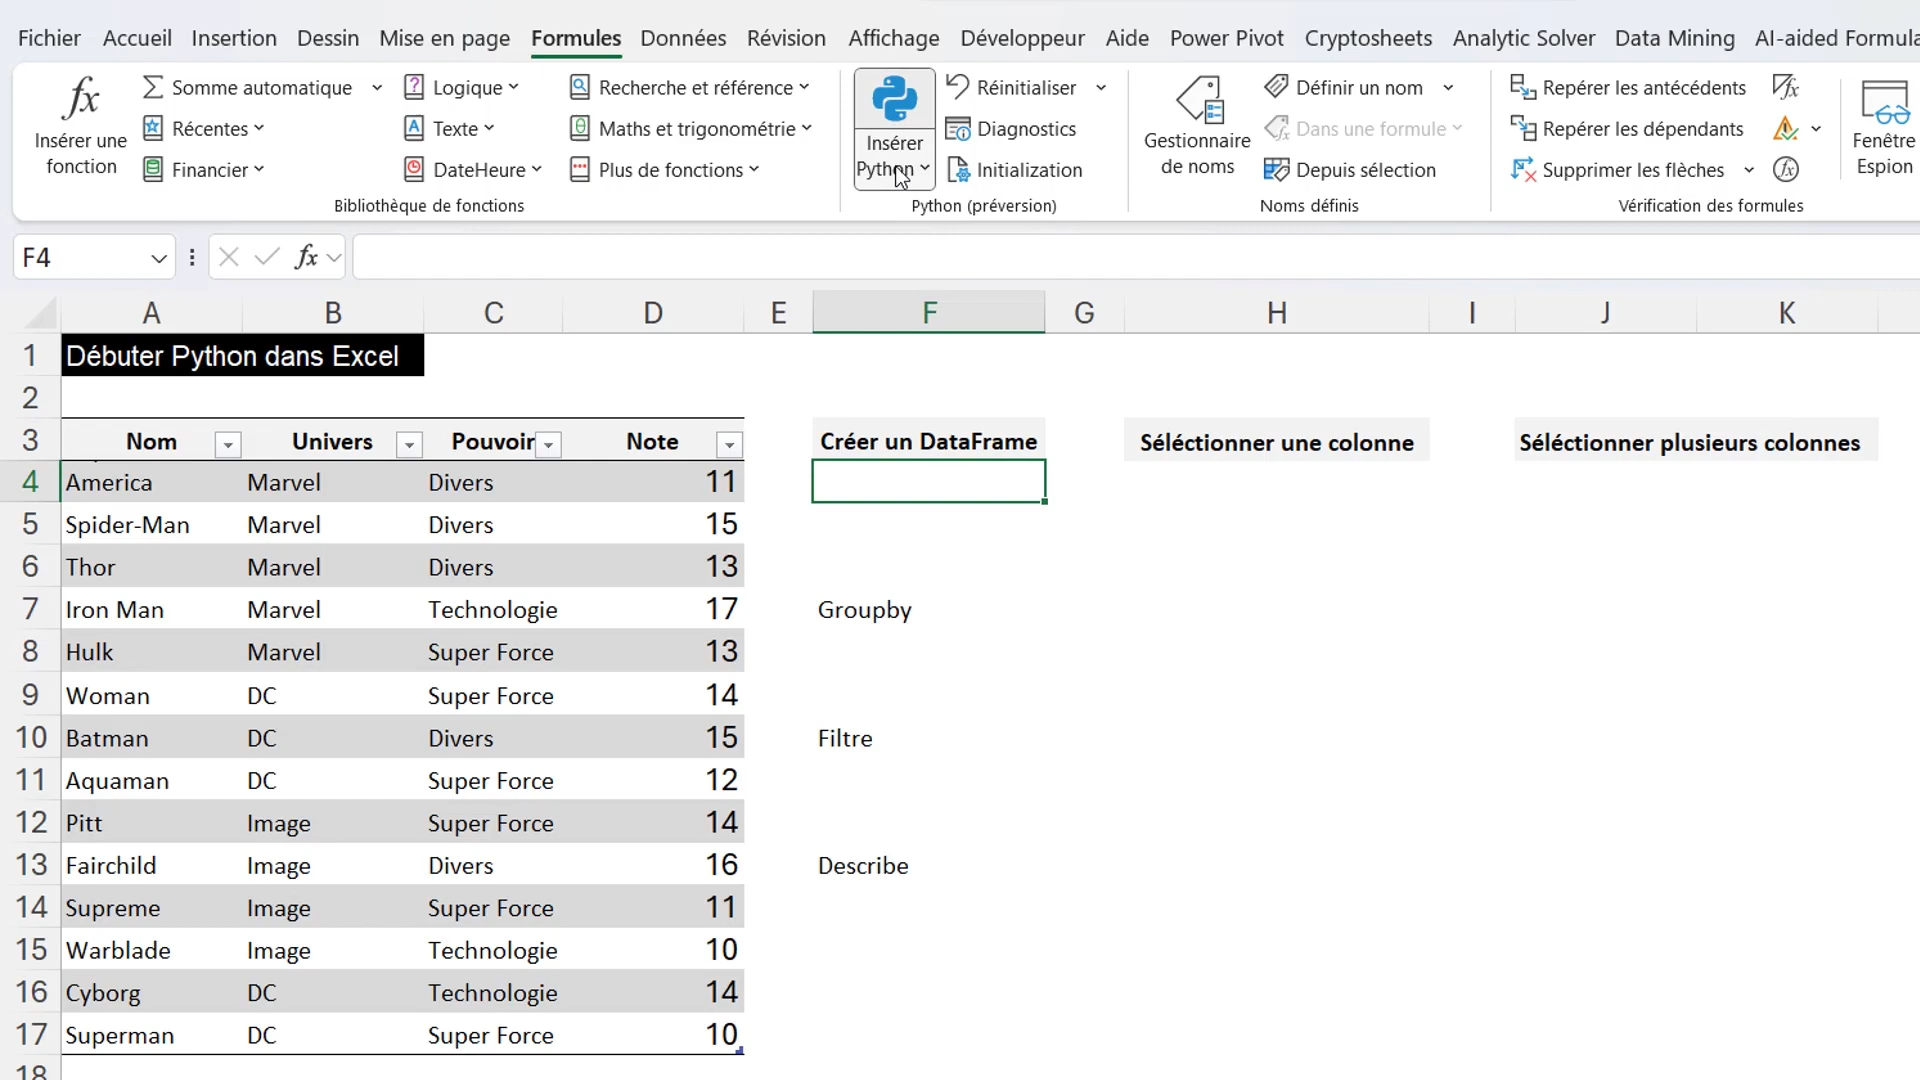 Fichier Accueil Insertion Dessin Mise en page Formules Données Révision Affichage Développeur Aide Power Pivot Cryptosheets Analytic Solver Data Mining AI-aided Formula
fx Insérer une fonction
Somme automatique
Récentes
Financier
Logique
Texte
DateHeure
Recherche et référence
Maths et trigonométrie
Plus de fonctions
Bibliothèque de fonctions
Insérer Python
Réinitialiser
Diagnostics
Initialization
Python (préversion)
Gestionnaire de noms
Définir un nom
Dans une formule
Depuis sélection
Noms définis
Repérer les antécédents
Repérer les dépendants
Supprimer les flèches
Vérification des formules
Fenêtre Espion
F4 fx
A B C D E F G H I J K
1 Débuter Python dans Excel
2
3 Nom Univers Pouvoir Note Créer un DataFrame Séléctionner une colonne Séléctionner plusieurs colonnes
4 America Marvel Divers 11
5 Spider-Man Marvel Divers 15
6 Thor Marvel Divers 13
7 Iron Man Marvel Technologie 17 Groupby
8 Hulk Marvel Super Force 13
9 Woman DC Super Force 14
10 Batman DC Divers 15 Filtre
11 Aquaman DC Super Force 12
12 Pitt Image Super Force 14
13 Fairchild Image Divers 16 Describe
14 Supreme Image Super Force 11
15 Warblade Image Technologie 10
16 Cyborg DC Technologie 14
17 Superman DC Super Force 10
18